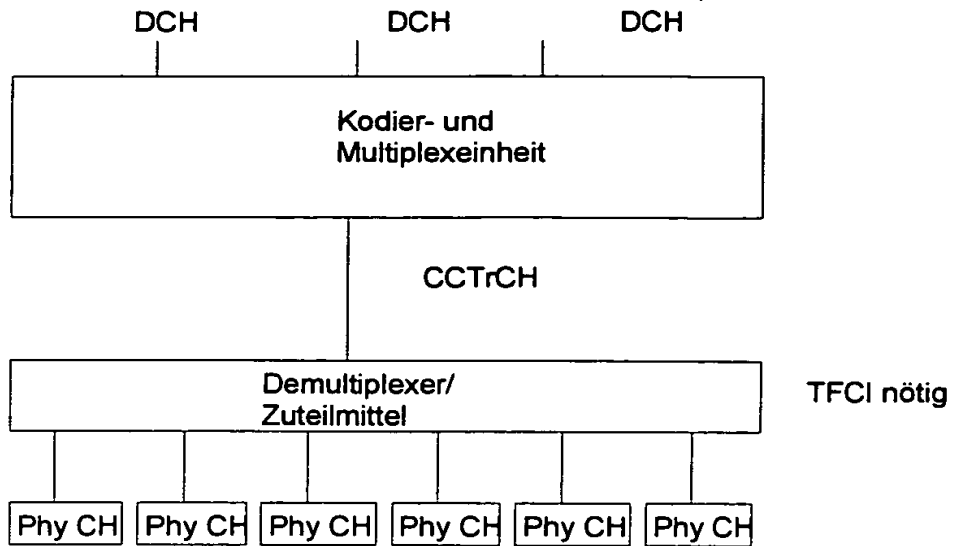 DCH DCH DCH
Kodier- und
Multiplexeinheit
CCTrCH
Demultiplexer/
Zuteilmittel
TFCI nötig
Phy CH Phy CH Phy CH Phy CH Phy CH Phy CH